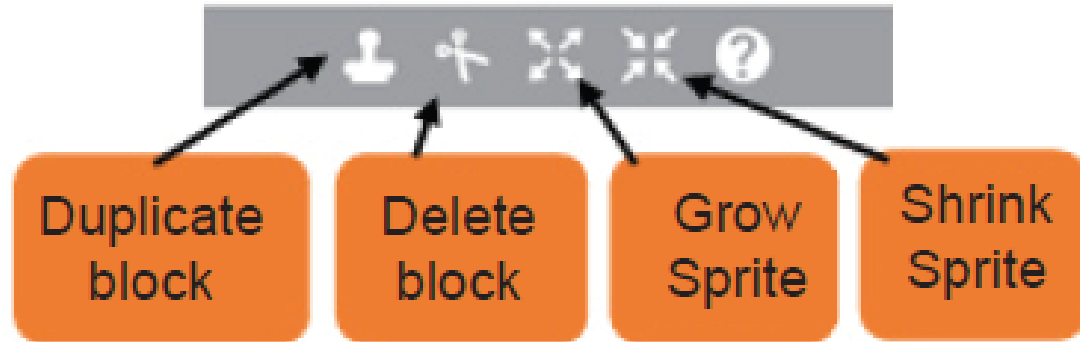 Duplicate
block
Delete
block
Grow
Sprite
Shrink
Sprite